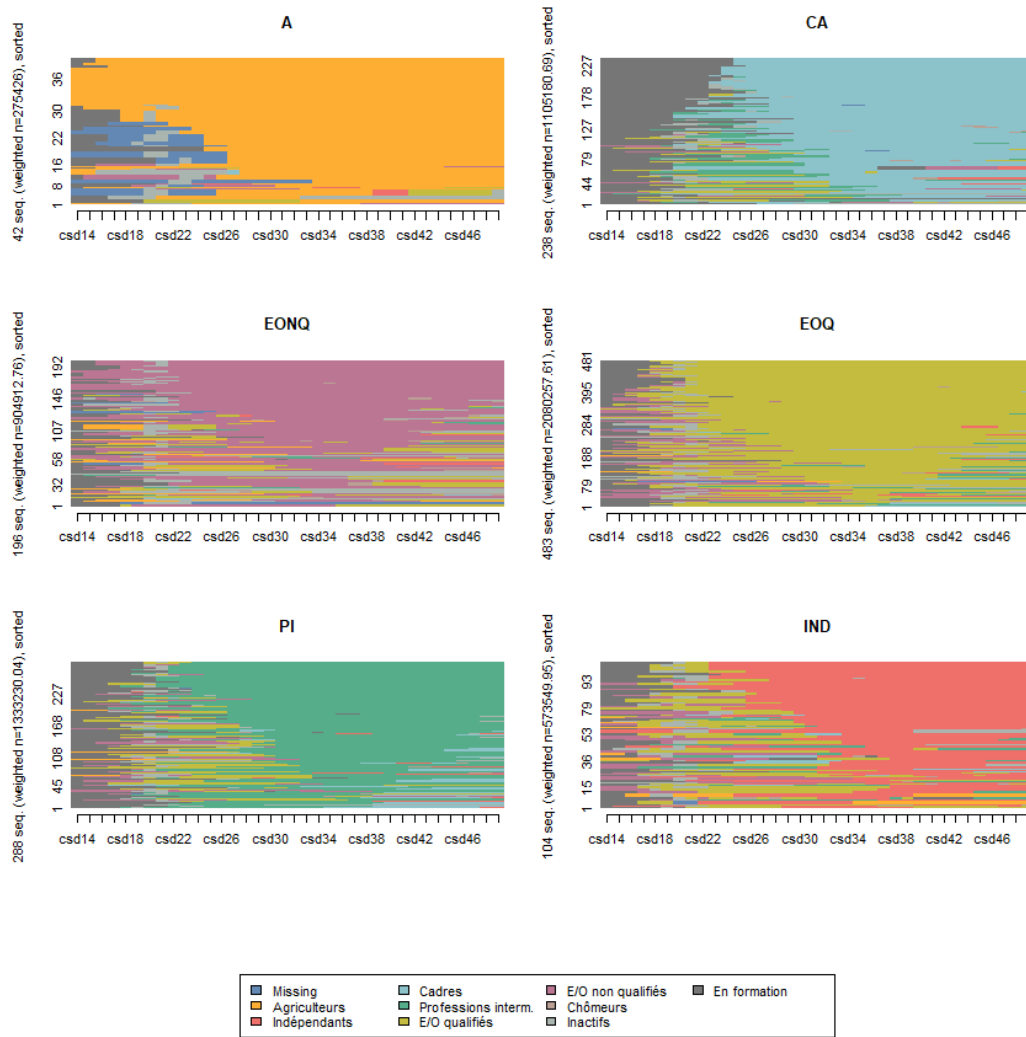 A
42 seq. (weighted n=275426), sorted
36
30
22
16
8
1
csd14 csd18 csd22 csd26 csd30 csd34 csd38 csd42 csd46
CA
238 seq. (weighted n=1105180.69), sorted
227
178
127
79
44
1
csd14 csd18 csd22 csd26 csd30 csd34 csd38 csd42 csd46
EONQ
196 seq. (weighted n=904912.76), sorted
192
146
107
58
32
1
csd14 csd18 csd22 csd26 csd30 csd34 csd38 csd42 csd46
EOQ
483 seq. (weighted n=2080257.61), sorted
481
395
284
188
79
1
csd14 csd18 csd22 csd26 csd30 csd34 csd38 csd42 csd46
PI
288 seq. (weighted n=1333230.04), sorted
227
168
108
45
1
csd14 csd18 csd22 csd26 csd30 csd34 csd38 csd42 csd46
IND
104 seq. (weighted n=573549.95), sorted
93
79
53
36
15
1
csd14 csd18 csd22 csd26 csd30 csd34 csd38 csd42 csd46
Missing Cadres E/O non qualifiés En formation
Agriculteurs Professions interm. Chômeurs
Indépendants E/O qualifiés Inactifs